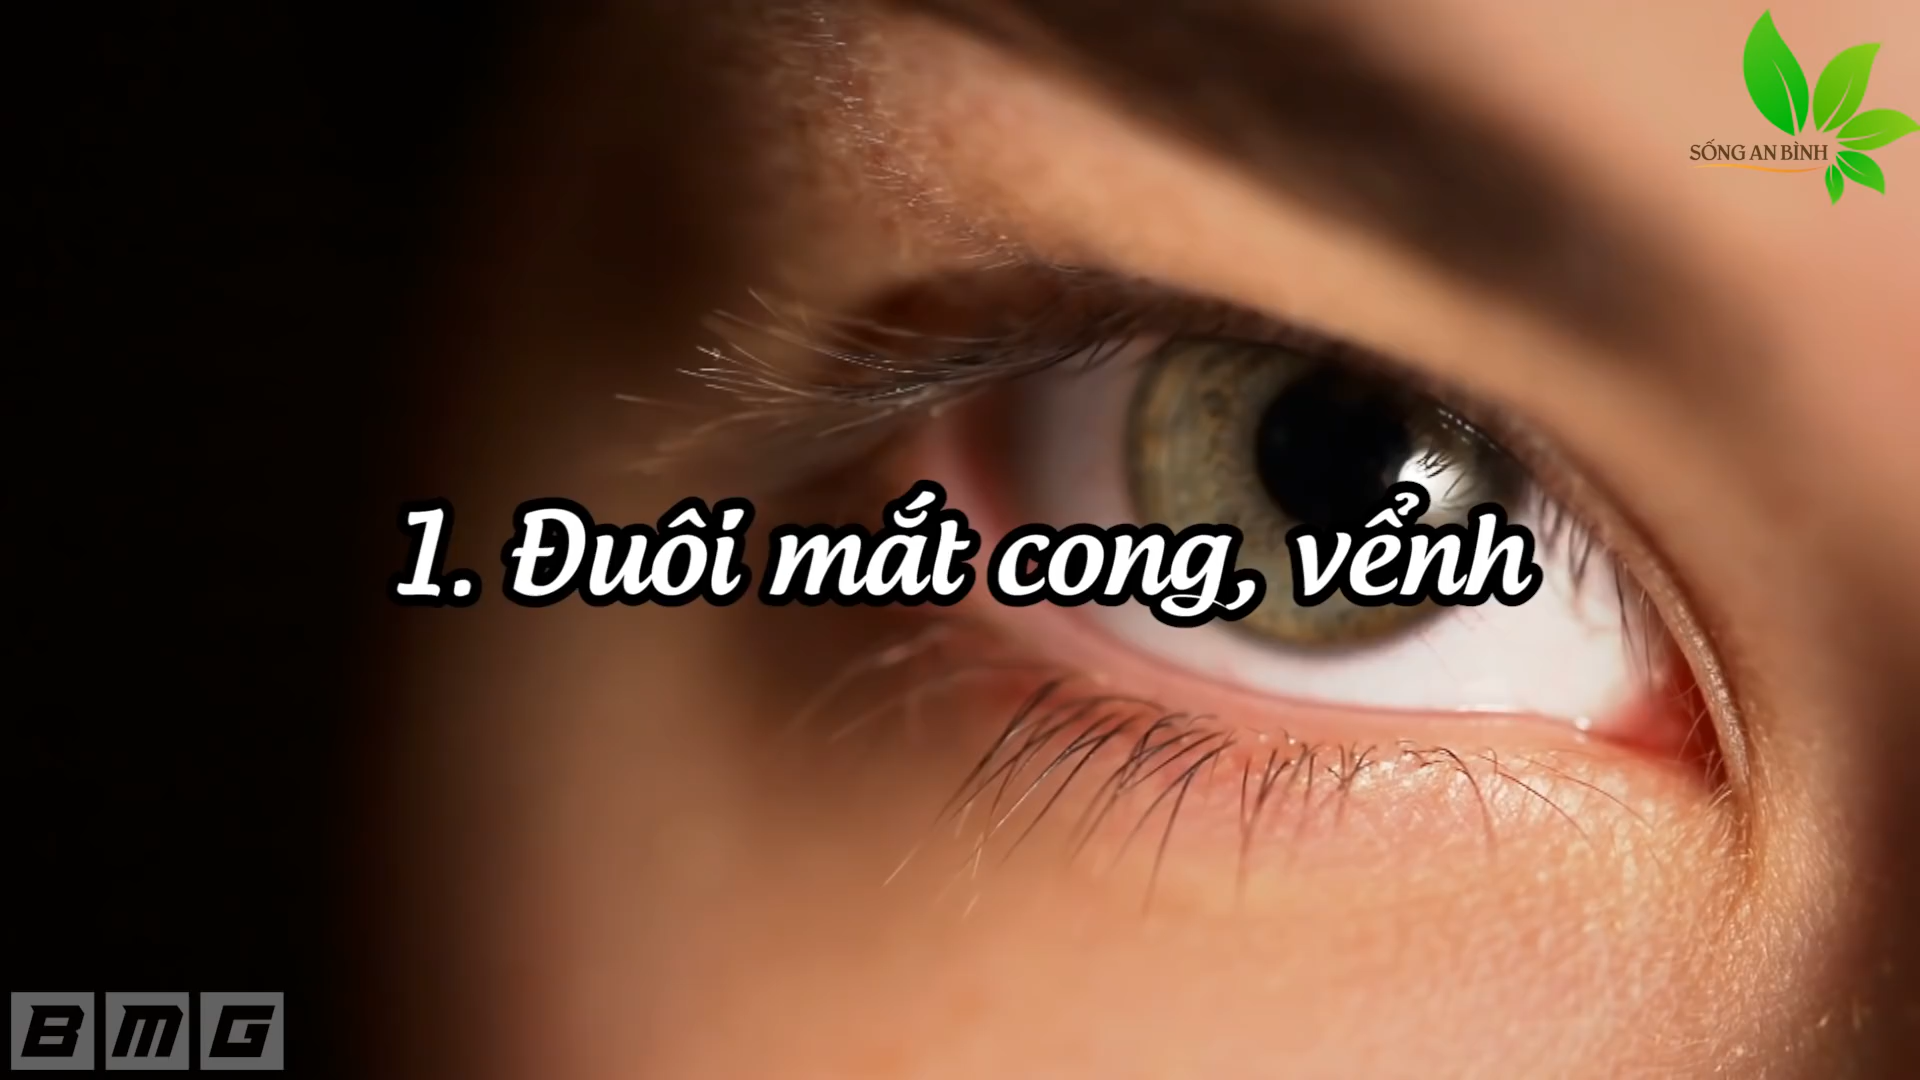 SỐNG AN BÌNH
1. Đuôi mắt cong, vểnh
BMG